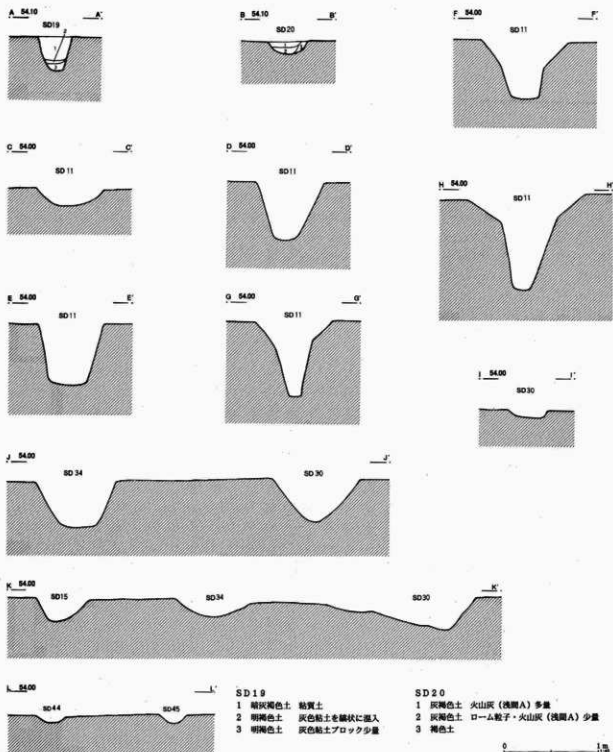 A 54.10 A'
SD19
2
1
3
B 54.10 B'
SD20
1
2
3
F 54.00 F'
SD11
C 54.00 C'
SD11
D 54.00 D'
SD11
H 54.00 H'
SD11
E 54.00 E'
SD11
G 54.00 G'
SD11
I 54.00 I'
SD30
J 54.00 J'
SD34 SD30
K 54.00 K'
SD15 SD34 SD30
L 54.00 L'
SD44 SD45
SD19
1 暗灰褐色土 粘質土
2 明褐色土 灰色粘土を縞状に混入
3 明褐色土 灰色粘土ブロック少量
SD20
1 灰褐色土 火山灰(浅間A)多量
2 灰褐色土 ローム粒子・火山灰(浅間A)少量
3 褐色土
0 1m